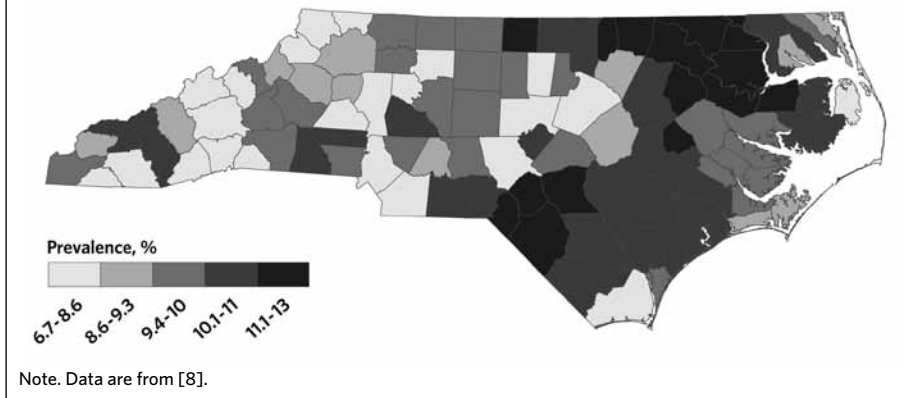 Prevalence, %
6.7-8.6
8.6-9.3
9.4-10
10.1-11
11.1-13
Note. Data are from [8].